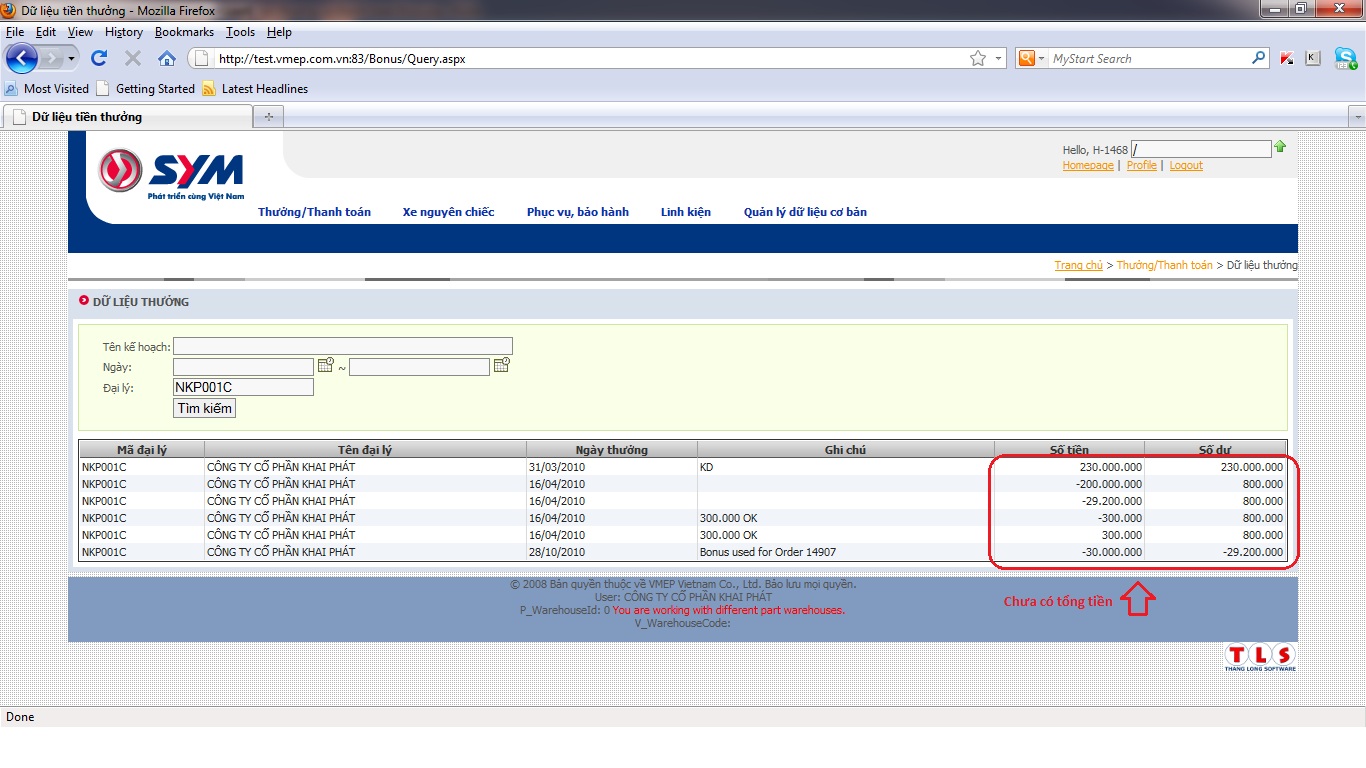 Dữ liệu tiền thưởng - Mozilla Firefox
File Edit View History Bookmarks Tools Help
http://test.vmep.com.vn:83/Bonus/Query.aspx MyStart Search
Most Visited Getting Started Latest Headlines
Dữ liệu tiền thưởng
SYM
Phát triển cùng Việt Nam
Hello, H-1468 /
Homepage | Profile | Logout
Thưởng/Thanh toán Xe nguyên chiếc Phục vụ, bảo hành Linh kiện Quản lý dữ liệu cơ bản
Trang chủ > Thưởng/Thanh toán > Dữ liệu thưởng
DỮ LIỆU THƯỞNG
Tên kế hoạch:
Ngày: ~
Đại lý: NKP001C
Tìm kiếm
Mã đại lý Tên đại lý Ngày thưởng Ghi chú Số tiền Số dư
NKP001C CÔNG TY CỔ PHẦN KHAI PHÁT 31/03/2010 KD 230.000.000 230.000.000
NKP001C CÔNG TY CỔ PHẦN KHAI PHÁT 16/04/2010 -200.000.000 800.000
NKP001C CÔNG TY CỔ PHẦN KHAI PHÁT 16/04/2010 -29.200.000 800.000
NKP001C CÔNG TY CỔ PHẦN KHAI PHÁT 16/04/2010 300.000 OK -300.000 800.000
NKP001C CÔNG TY CỔ PHẦN KHAI PHÁT 16/04/2010 300.000 OK 300.000 800.000
NKP001C CÔNG TY CỔ PHẦN KHAI PHÁT 28/10/2010 Bonus used for Order 14907 -30.000.000 -29.200.000
© 2008 Bản quyền thuộc về VMEP Vietnam Co., Ltd. Bảo lưu mọi quyền.
User: CÔNG TY CỔ PHẦN KHAI PHÁT
P_WarehouseId: 0 You are working with different part warehouses.
V_WarehouseCode:
Chưa có tổng tiền
TLS
THANG LONG SOFTWARE
Done